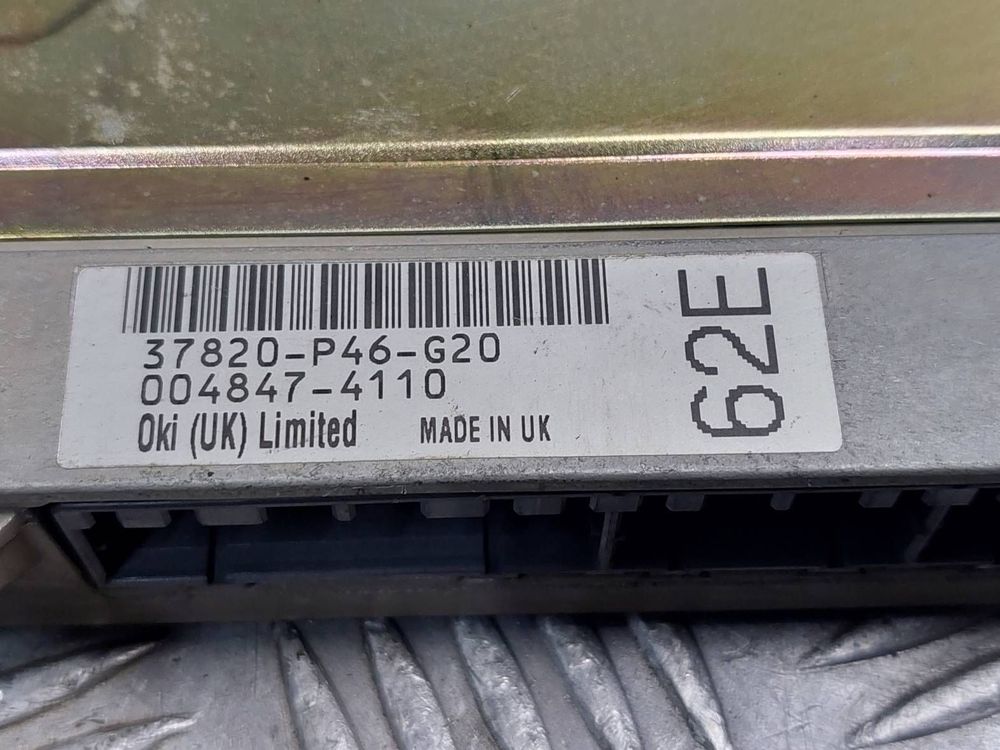 37820-P46-G20
004847-4110
Oki (UK) Limited MADE IN UK
62E